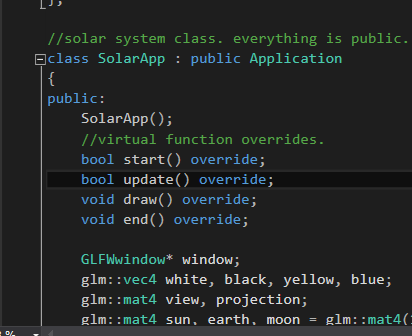 };
//solar system class. everything is public.
class SolarApp : public Application
{
public:
SolarApp();
//virtual function overrides.
bool start() override;
bool update() override;
void draw() override;
void end() override;
GLFWwindow* window;
glm::vec4 white, black, yellow, blue;
glm::mat4 view, projection;
glm::mat4 sun, earth, moon = glm::mat4(
%